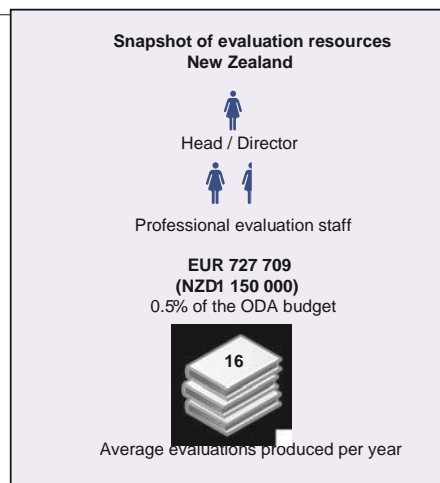 Snapshot of evaluation resources
New Zealand
Head / Director
Professional evaluation staff
EUR 727 709
(NZD1 150 000)
0.5% of the ODA budget
16
Average evaluations produced per year